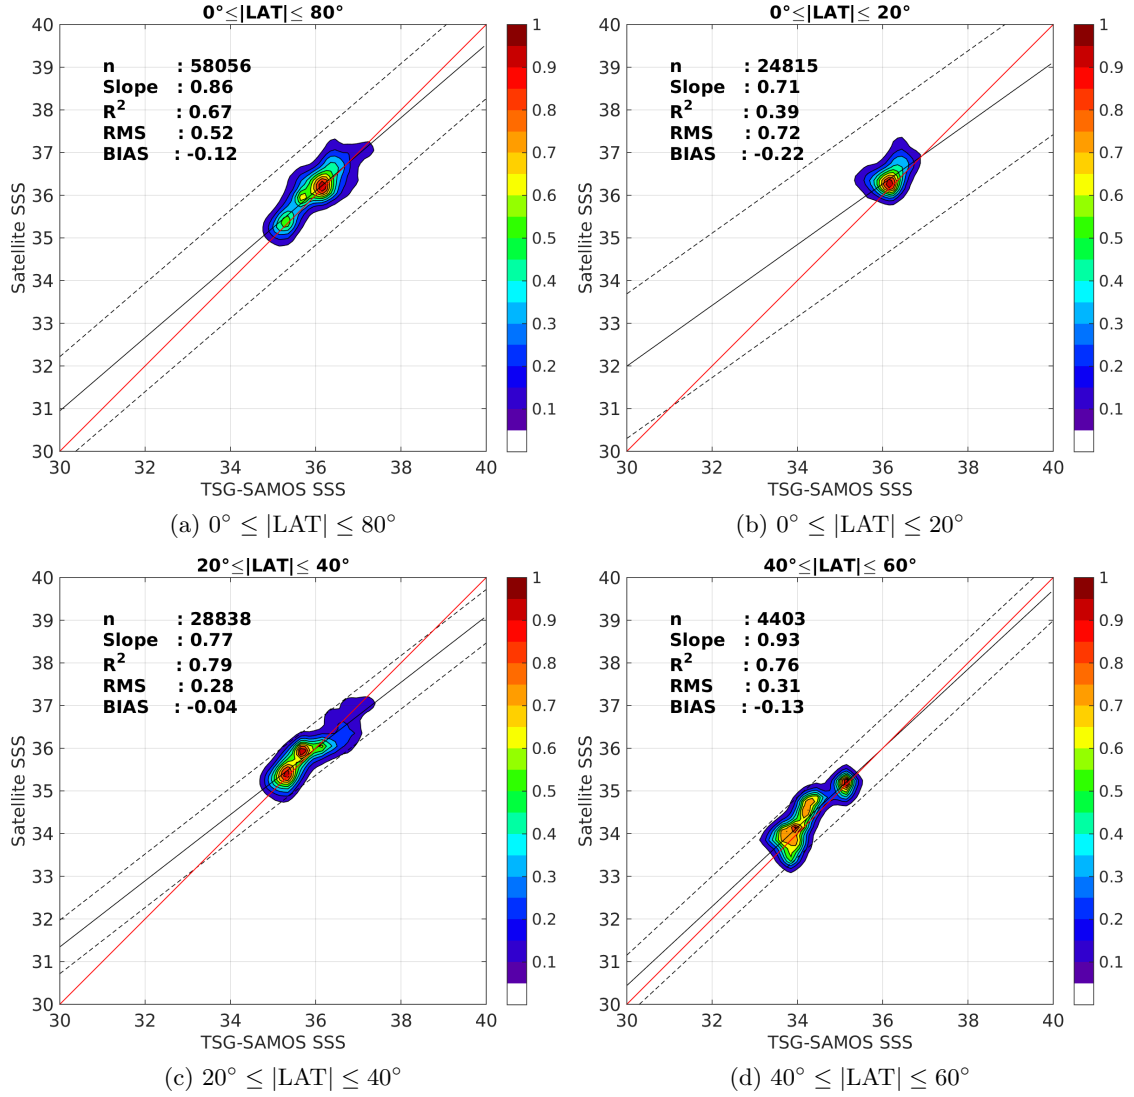 0°≤|LAT|≤ 80°
40
39
38
37
36
35
34
33
32
31
30
n : 58056
Slope : 0.86
R2 : 0.67
RMS : 0.52
BIAS : -0.12
Satellite SSS
30 32 34 36 38 40
TSG-SAMOS SSS
1
0.9
0.8
0.7
0.6
0.5
0.4
0.3
0.2
0.1
(a) 0° ≤ |LAT| ≤ 80°
0°≤|LAT|≤ 20°
40
39
38
37
36
35
34
33
32
31
30
n : 24815
Slope : 0.71
R2 : 0.39
RMS : 0.72
BIAS : -0.22
Satellite SSS
30 32 34 36 38 40
TSG-SAMOS SSS
1
0.9
0.8
0.7
0.6
0.5
0.4
0.3
0.2
0.1
(b) 0° ≤ |LAT| ≤ 20°
20°≤|LAT|≤ 40°
40
39
38
37
36
35
34
33
32
31
30
n : 28838
Slope : 0.77
R2 : 0.79
RMS : 0.28
BIAS : -0.04
Satellite SSS
30 32 34 36 38 40
TSG-SAMOS SSS
1
0.9
0.8
0.7
0.6
0.5
0.4
0.3
0.2
0.1
(c) 20° ≤ |LAT| ≤ 40°
40°≤|LAT|≤ 60°
40
39
38
37
36
35
34
33
32
31
30
n : 4403
Slope : 0.93
R2 : 0.76
RMS : 0.31
BIAS : -0.13
Satellite SSS
30 32 34 36 38 40
TSG-SAMOS SSS
1
0.9
0.8
0.7
0.6
0.5
0.4
0.3
0.2
0.1
(d) 40° ≤ |LAT| ≤ 60°